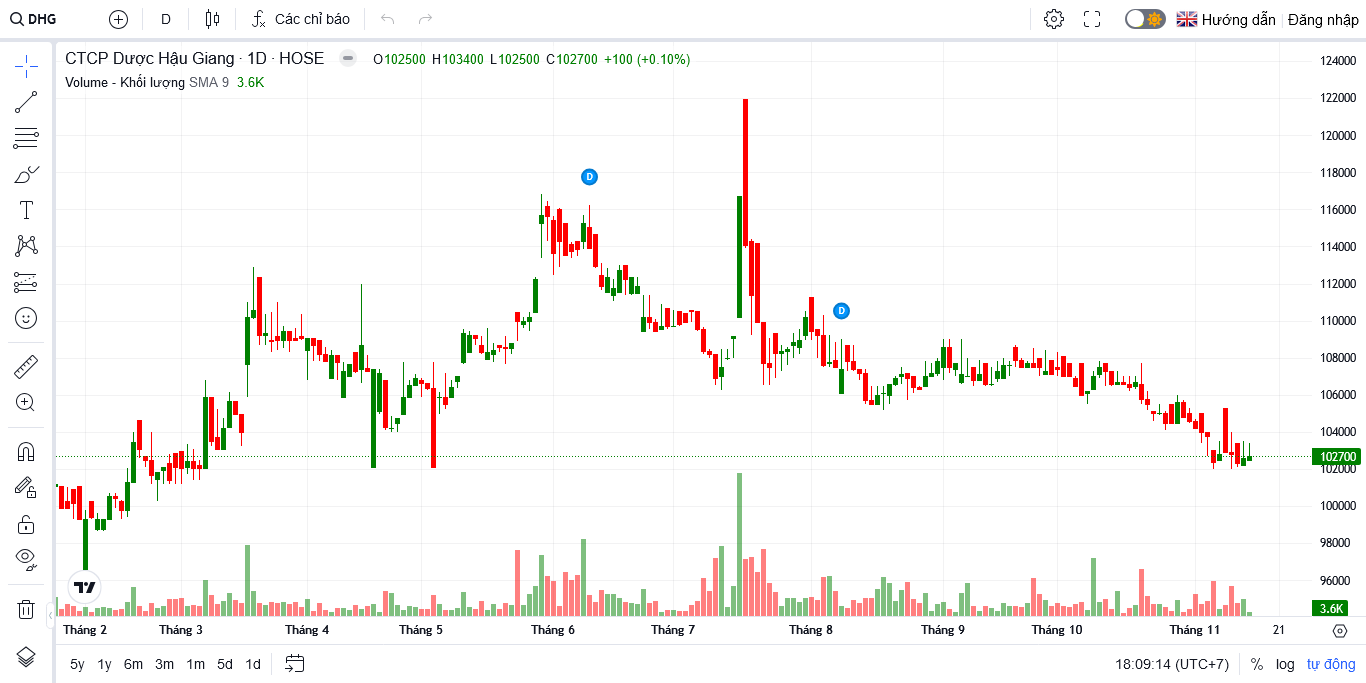 DHG D Các chỉ báo Hướng dẫn Đăng nhập
CTCP Dược Hậu Giang · 1D · HOSE O102500 H103400 L102500 C102700 +100 (+0.10%)
Volume - Khối lượng SMA 9 3.6K
124000
122000
120000
118000
D
116000
114000
112000
D
110000
108000
106000
104000
102700
102000
100000
98000
96000
3.6K
Tháng 2 Tháng 3 Tháng 4 Tháng 5 Tháng 6 Tháng 7 Tháng 8 Tháng 9 Tháng 10 Tháng 11 21
5y 1y 6m 3m 1m 5d 1d 18:09:14 (UTC+7) % log tự động